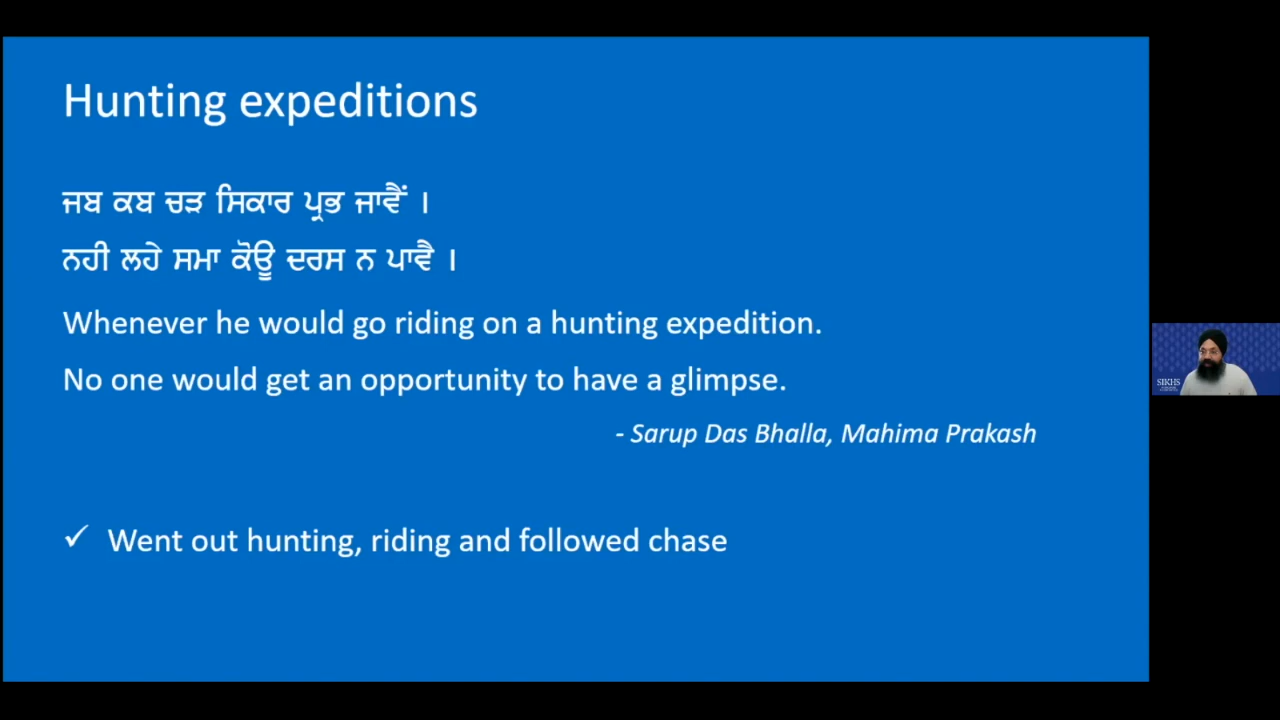 Hunting expeditions
ਜਬ ਕਬ ਚੜ ਸਿਕਾਰ ਪ੍ਰਭ ਜਾਵੈਂ ।
ਨਹੀ ਲਹੇ ਸਮਾ ਕੋਊ ਦਰਸ ਨ ਪਾਵੈ ।
Whenever he would go riding on a hunting expedition.
No one would get an opportunity to have a glimpse.
- Sarup Das Bhalla, Mahima Prakash
✓ Went out hunting, riding and followed chase
SIKHS